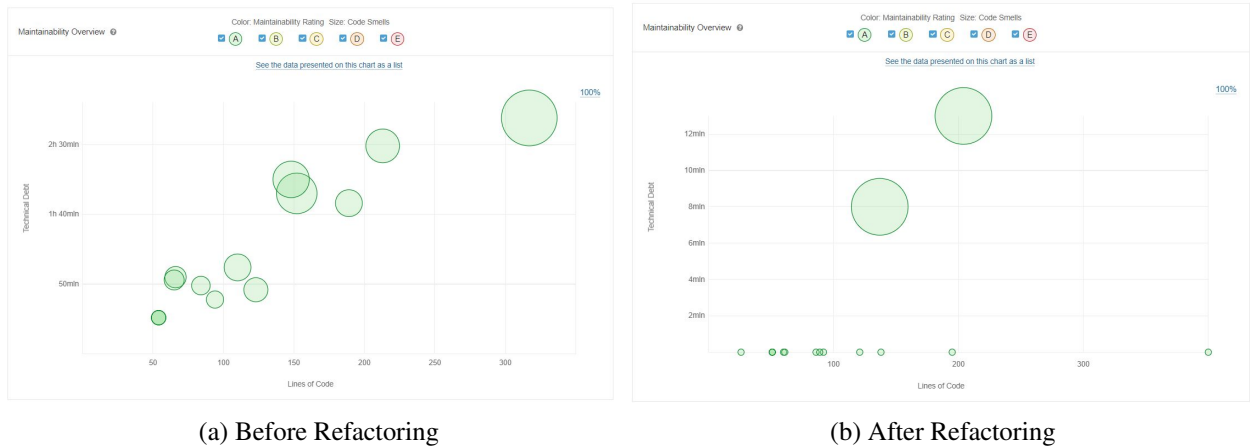 Maintainability Overview
Color: Maintainability Rating Size: Code Smells
A B C D E
See the data presented on this chart as a list
100%
Technical Debt
2h 30min
1h 40min
50min
50 100 150 200 250 300
Lines of Code
(a) Before Refactoring
Maintainability Overview
Color: Maintainability Rating Size: Code Smells
A B C D E
See the data presented on this chart as a list
100%
Technical Debt
12min
10min
8min
6min
4min
2min
100 200 300
Lines of Code
(b) After Refactoring